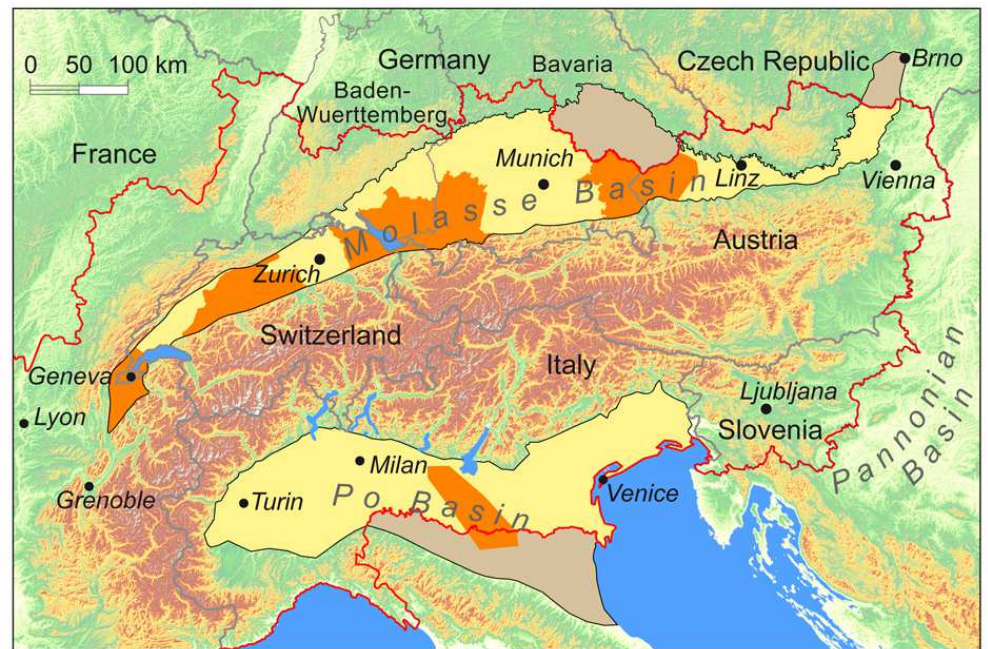 0 50 100 km
Germany
Bavaria
Czech Republic
Brno
Baden-
Wuerttemberg
France
Munich
Linz
Vienna
Molasse Basin
Austria
Zurich
Switzerland
Italy
Geneva
Lyon
Ljubljana
Slovenia
Pannonian
Basin
Milan
Grenoble
Turin
Po Basin
Venice